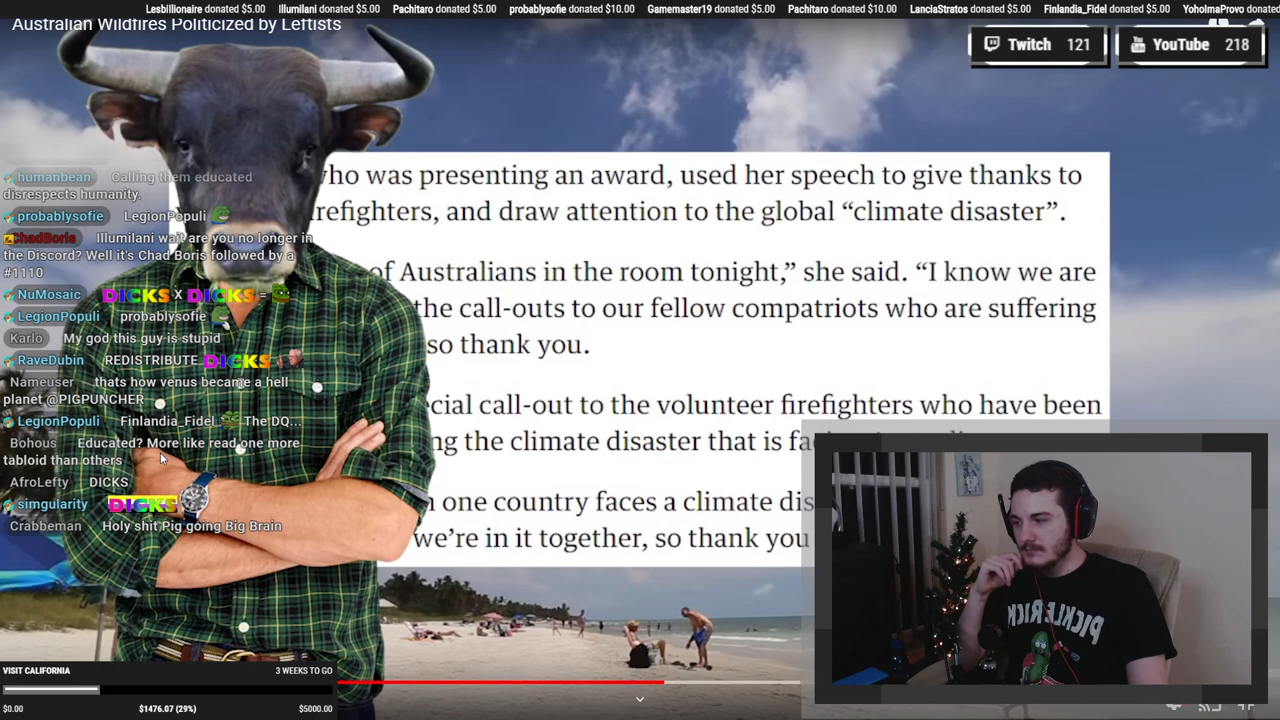 Lesbillionaire donated $5.00 Illumilani donated $5.00 Pachitaro donated $5.00 probablysofie donated $10.00 Gamemaster19 donated $5.00 Pachitaro donated $10.00 LanciaStratos donated $5.00 Finlandia_Fidel donated $5.00 YohoImaProvo donated
Australian Wildfires Politicized by Leftists
Twitch 121
YouTube 218
who was presenting an award, used her speech to give thanks to
refighters, and draw attention to the global “climate disaster”.
of Australians in the room tonight,” she said. “I know we are
the call-outs to our fellow compatriots who are suffering
so thank you.
ecial call-out to the volunteer firefighters who have been
ng the climate disaster that is
n one country faces a climate
we’re in it together, so thank you
humanbean Calling them educated
disrespects humanity.
probablysofie LegionPopuli
ChadBoris Illumilani wait are you no longer in
the Discord? Well it's Chad Boris followed by a
#1110
NuMosaic DICKS X DICKS =
LegionPopuli probablysofie
Karlo My god this guy is stupid
RaveDubin REDISTRIBUTE DICKS
Nameuser thats how venus became a hell
planet @PIGPUNCHER
LegionPopuli Finlandia_Fidel The DQ...
Bohous Educated? More like read one more
tabloid than others
AfroLefty DICKS
simgularity DICKS
Crabbeman Holy shit Pig going Big Brain
PICKLE RICK
VISIT CALIFORNIA 3 WEEKS TO GO
$0.00 $1476.07 (29%) $5000.00